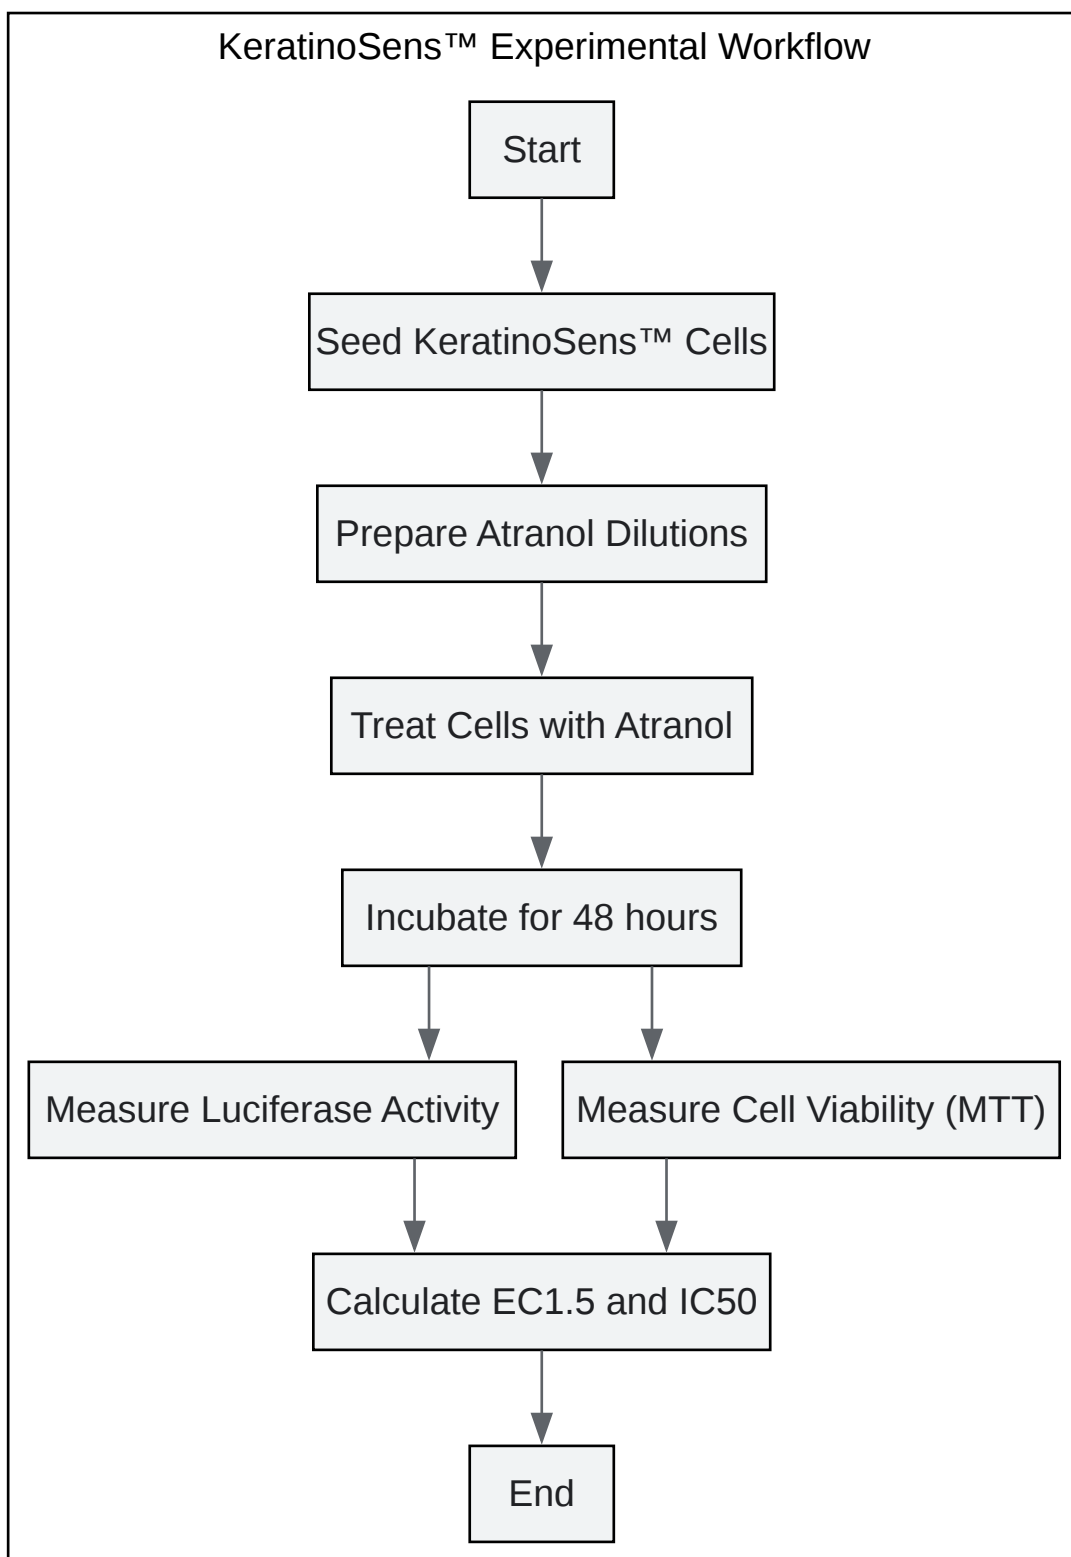 KeratinoSens™ Experimental Workflow
Start
Seed KeratinoSens™ Cells
Prepare Atranol Dilutions
Treat Cells with Atranol
Incubate for 48 hours
Measure Luciferase Activity
Measure Cell Viability (MTT)
Calculate EC1.5 and IC50
End